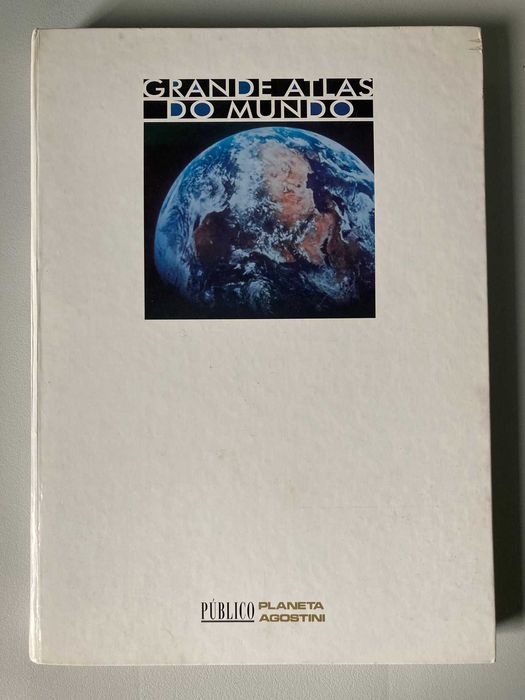 GRANDE ATLAS
DO MUNDO
PÚBLICO
PLANETA
AGOSTINI